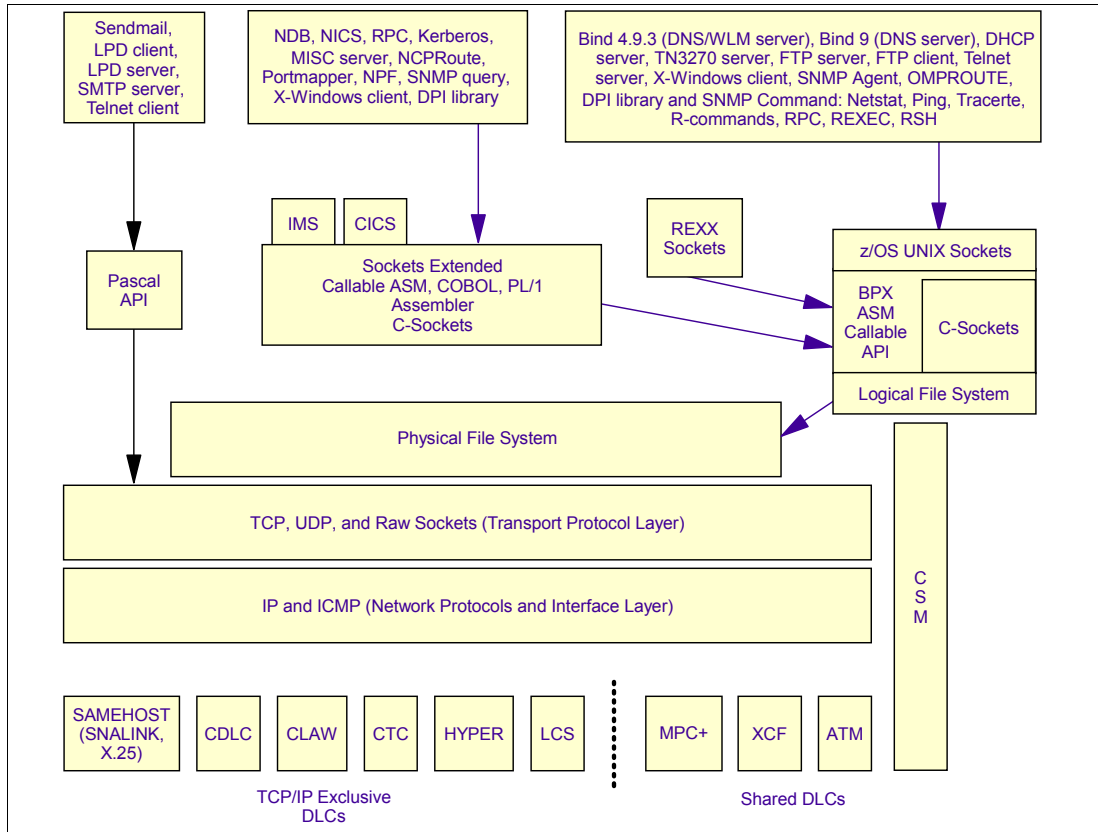 Sendmail,
LPD client,
LPD server,
SMTP server,
Telnet client
NDB, NICS, RPC, Kerberos,
MISC server, NCPRoute,
Portmapper, NPF, SNMP query,
X-Windows client, DPI library
Bind 4.9.3 (DNS/WLM server), Bind 9 (DNS server), DHCP
server, TN3270 server, FTP server, FTP client, Telnet
server, X-Windows client, SNMP Agent, OMPROUTE,
DPI library and SNMP Command: Netstat, Ping, Tracerte,
R-commands, RPC, REXEC, RSH
IMS
CICS
REXX
Sockets
Pascal
API
Sockets Extended
Callable ASM, COBOL, PL/1
Assembler
C-Sockets
z/OS UNIX Sockets
BPX
ASM
Callable
API
C-Sockets
Logical File System
Physical File System
TCP, UDP, and Raw Sockets (Transport Protocol Layer)
IP and ICMP (Network Protocols and Interface Layer)
C
S
M
SAMEHOST
(SNALINK,
X.25)
CDLC
CLAW
CTC
HYPER
LCS
MPC+
XCF
ATM
TCP/IP Exclusive
DLCs
Shared DLCs